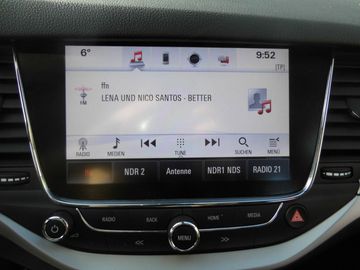 6°
9:52
[TP]
ffn
FM
LENA UND NICO SANTOS - BETTER
RADIO MEDIEN TUNE SUCHEN MENÜ
NDR 2 Antenne NDR1 NDS RADIO 21
RADIO BACK HOME MEDIA
MENU